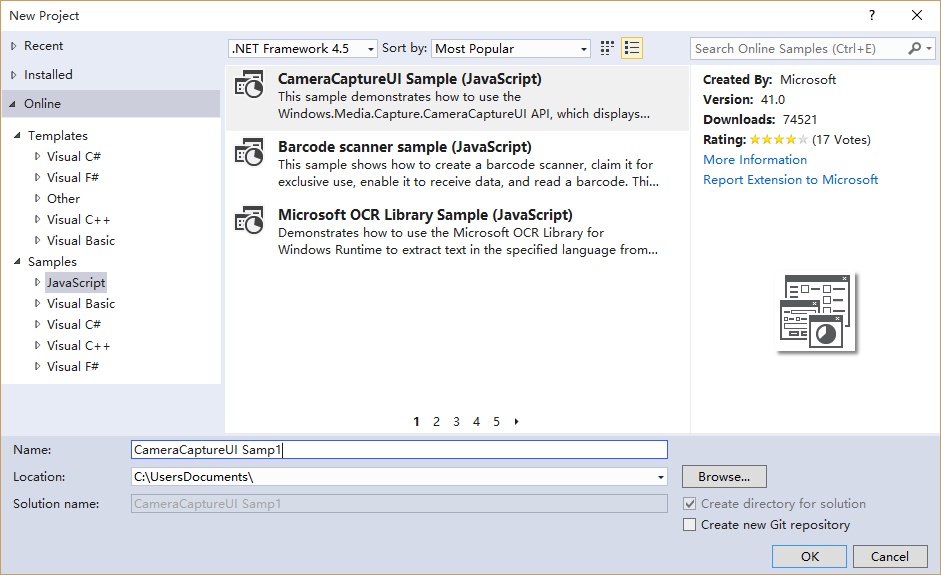 New Project
?
Recent
Installed
Online
Templates
Visual C#
Visual F#
Other
Visual C++
Visual Basic
Samples
JavaScript
Visual Basic
Visual C#
Visual C++
Visual F#
.NET Framework 4.5 Sort by: Most Popular
CameraCaptureUI Sample (JavaScript)
This sample demonstrates how to use the
Windows.Media.Capture.CameraCaptureUI API, which displays...
Barcode scanner sample (JavaScript)
This sample shows how to create a barcode scanner, claim it for
exclusive use, enable it to receive data, and read a barcode. Thi...
Microsoft OCR Library Sample (JavaScript)
Demonstrates how to use the Microsoft OCR Library for
Windows Runtime to extract text in the specified language from...
1 2 3 4 5
Search Online Samples (Ctrl+E)
Created By: Microsoft
Version: 41.0
Downloads: 74521
Rating: (17 Votes)
More Information
Report Extension to Microsoft
Name: CameraCaptureUI Samp1
Location: C:\UsersDocuments\ Browse...
Solution name: CameraCaptureUI Samp1
Create directory for solution
Create new Git repository
OK Cancel